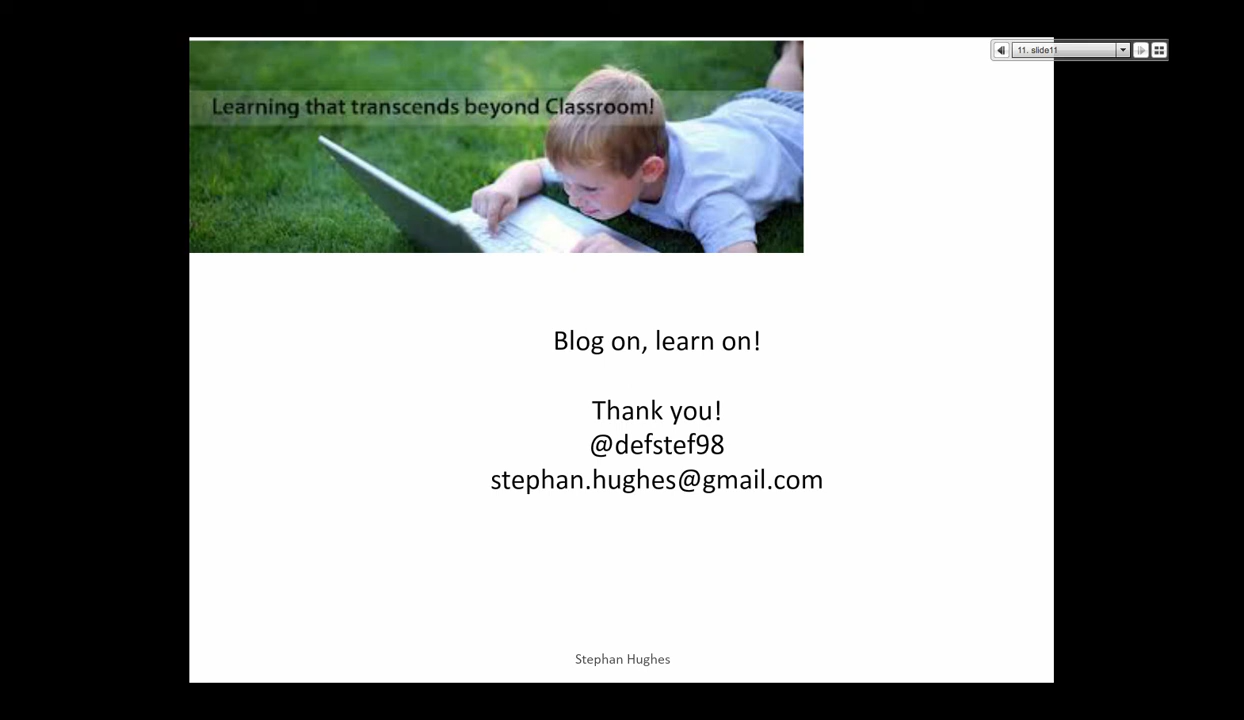 11. slide11
Learning that transcends beyond Classroom!
Blog on, learn on!
Thank you!
@defstef98
stephan.hughes@gmail.com
Stephan Hughes